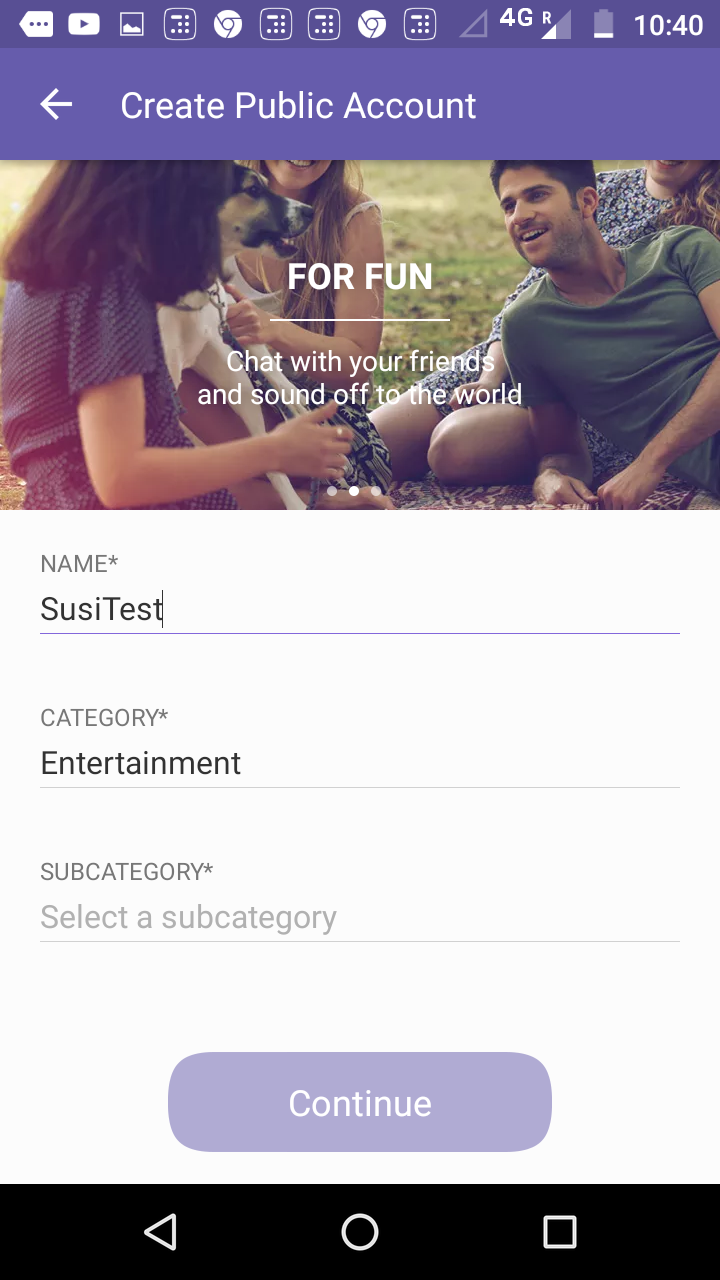 4G R 10:40
Create Public Account
FOR FUN
Chat with your friends
and sound off to the world
NAME*
SusiTest
CATEGORY*
Entertainment
SUBCATEGORY*
Select a subcategory
Continue